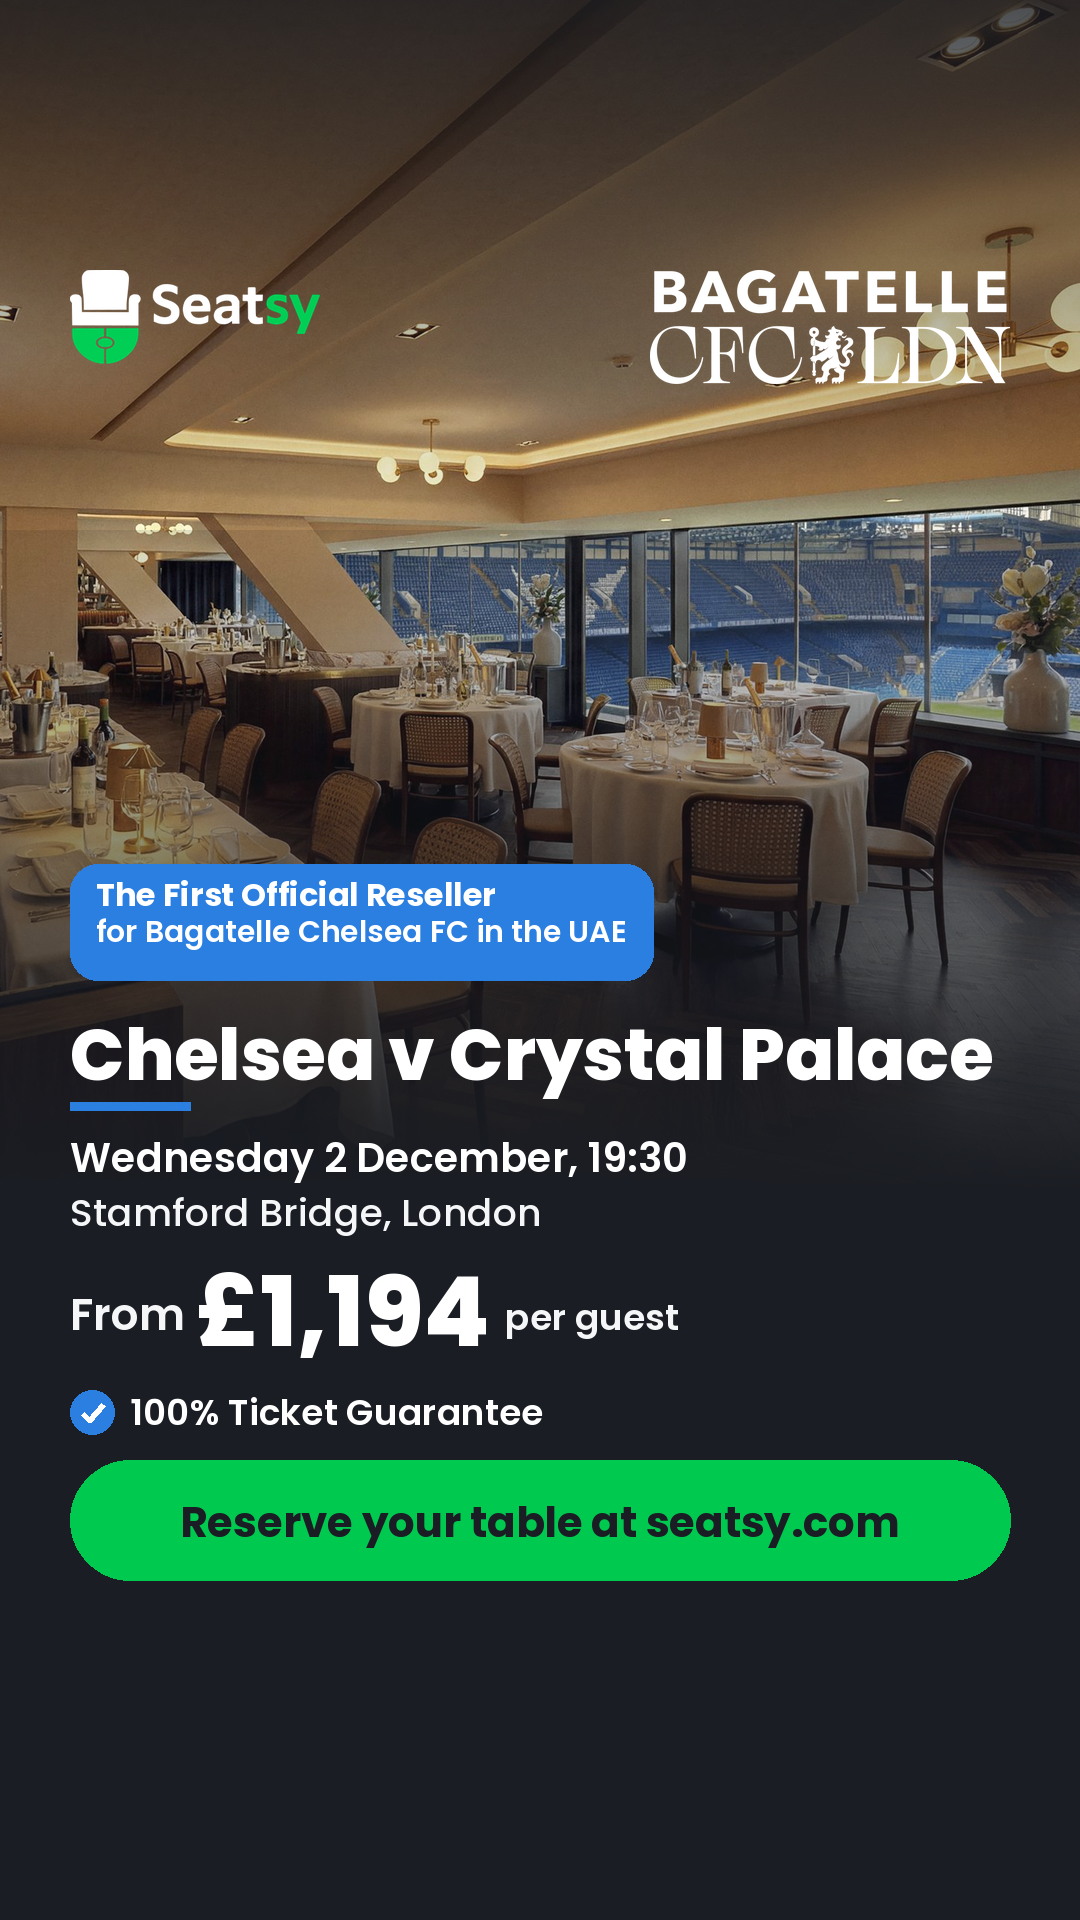 Seatsy
BAGATELLE
CFC LDN
The First Official Reseller
for Bagatelle Chelsea FC in the UAE
Chelsea v Crystal Palace
Wednesday 2 December, 19:30
Stamford Bridge, London
From £1,194 per guest
100% Ticket Guarantee
Reserve your table at seatsy.com